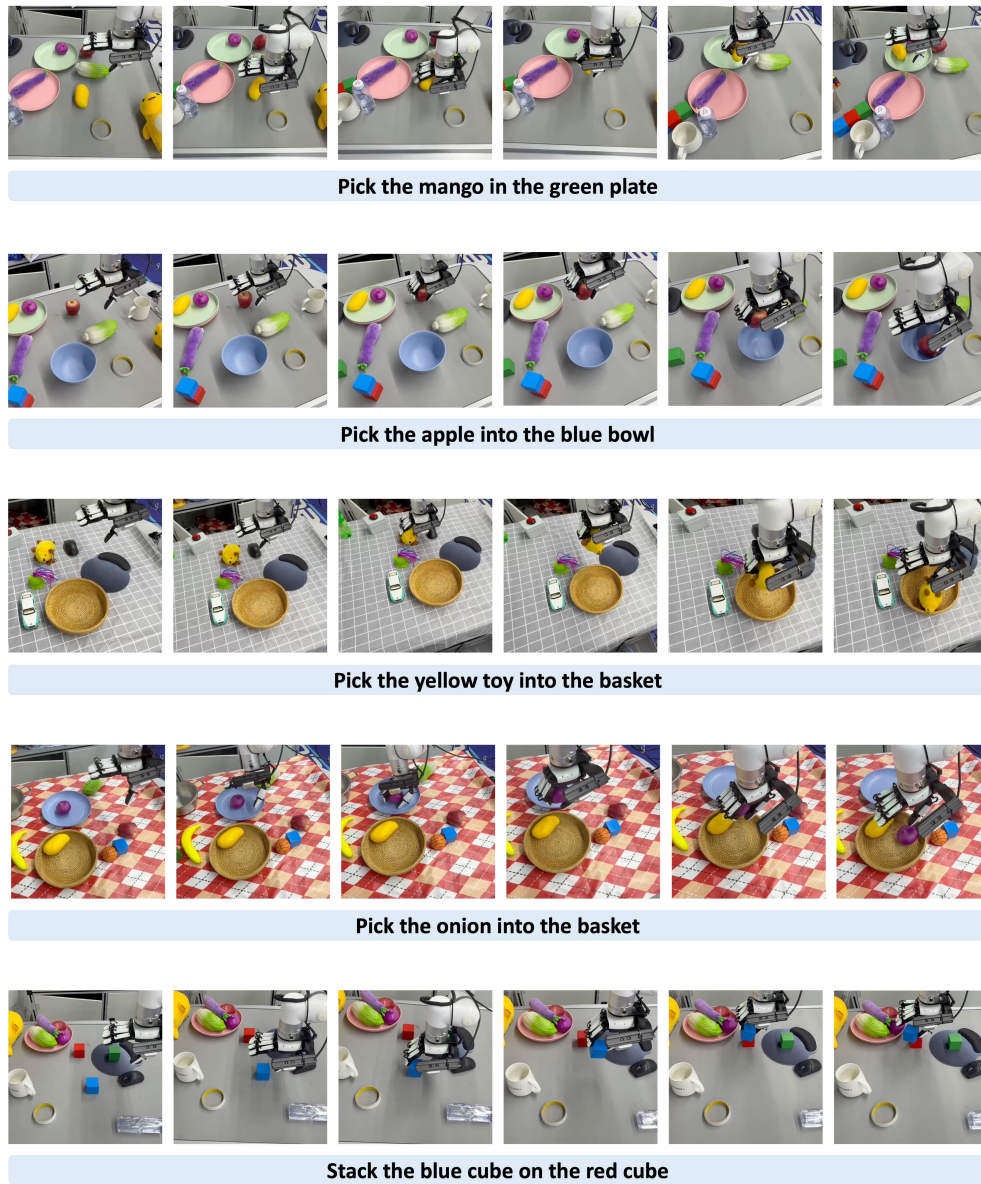 Pick the mango in the green plate
Pick the apple into the blue bowl
Pick the yellow toy into the basket
Pick the onion into the basket
Stack the blue cube on the red cube